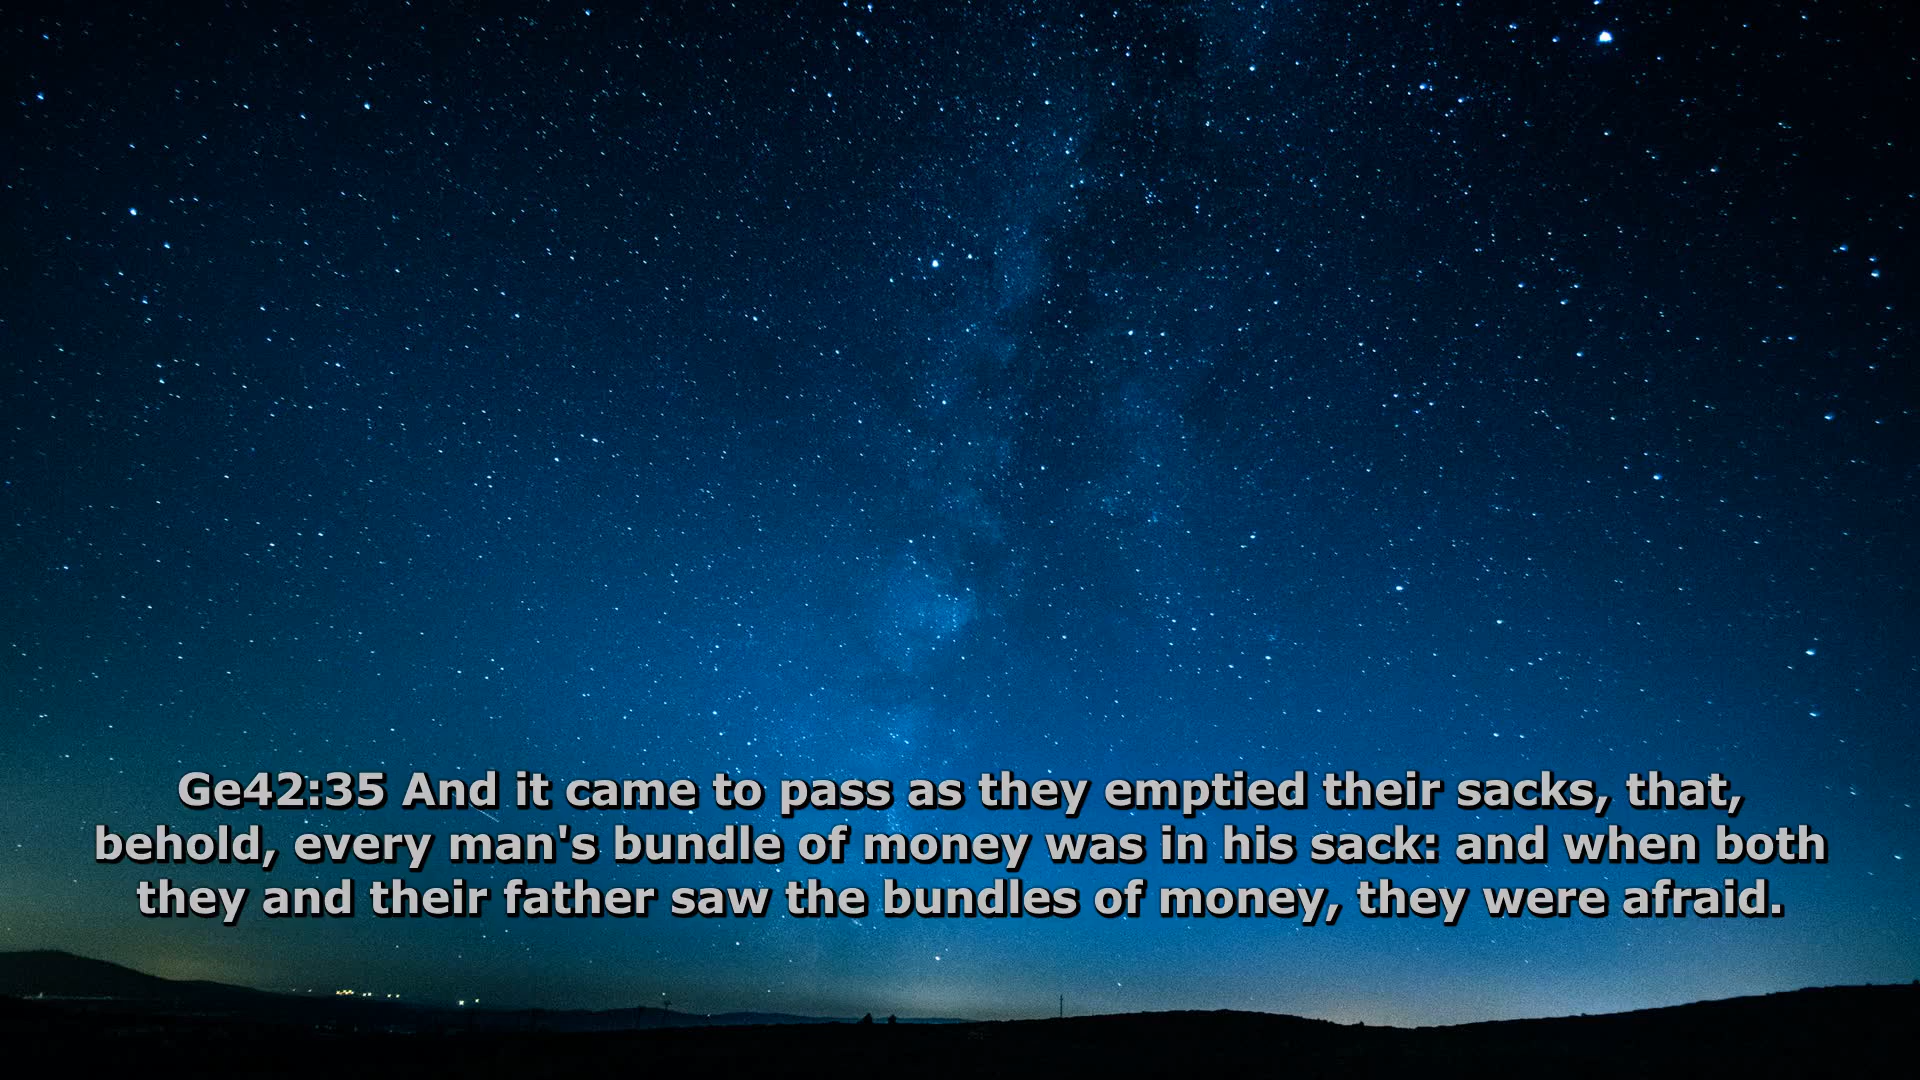 Ge42:35 And it came to pass as they emptied their sacks, that,
behold, every man's bundle of money was in his sack: and when both
they and their father saw the bundles of money, they were afraid.